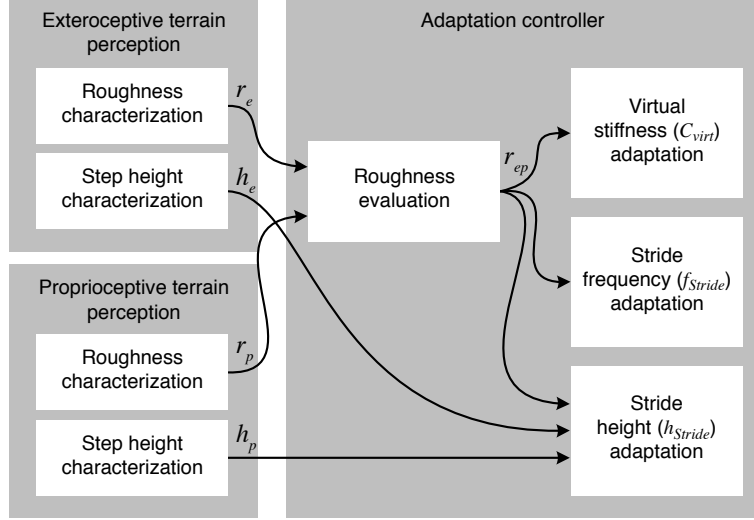 Exteroceptive terrain
perception
Roughness
characterization
r_e
Step height
characterization
h_e
Proprioceptive terrain
perception
Roughness
characterization
r_p
Step height
characterization
h_p
Adaptation controller
Roughness
evaluation
r_ep
Virtual
stiffness (C_virt)
adaptation
Stride
frequency (f_Stride)
adaptation
Stride
height (h_Stride)
adaptation